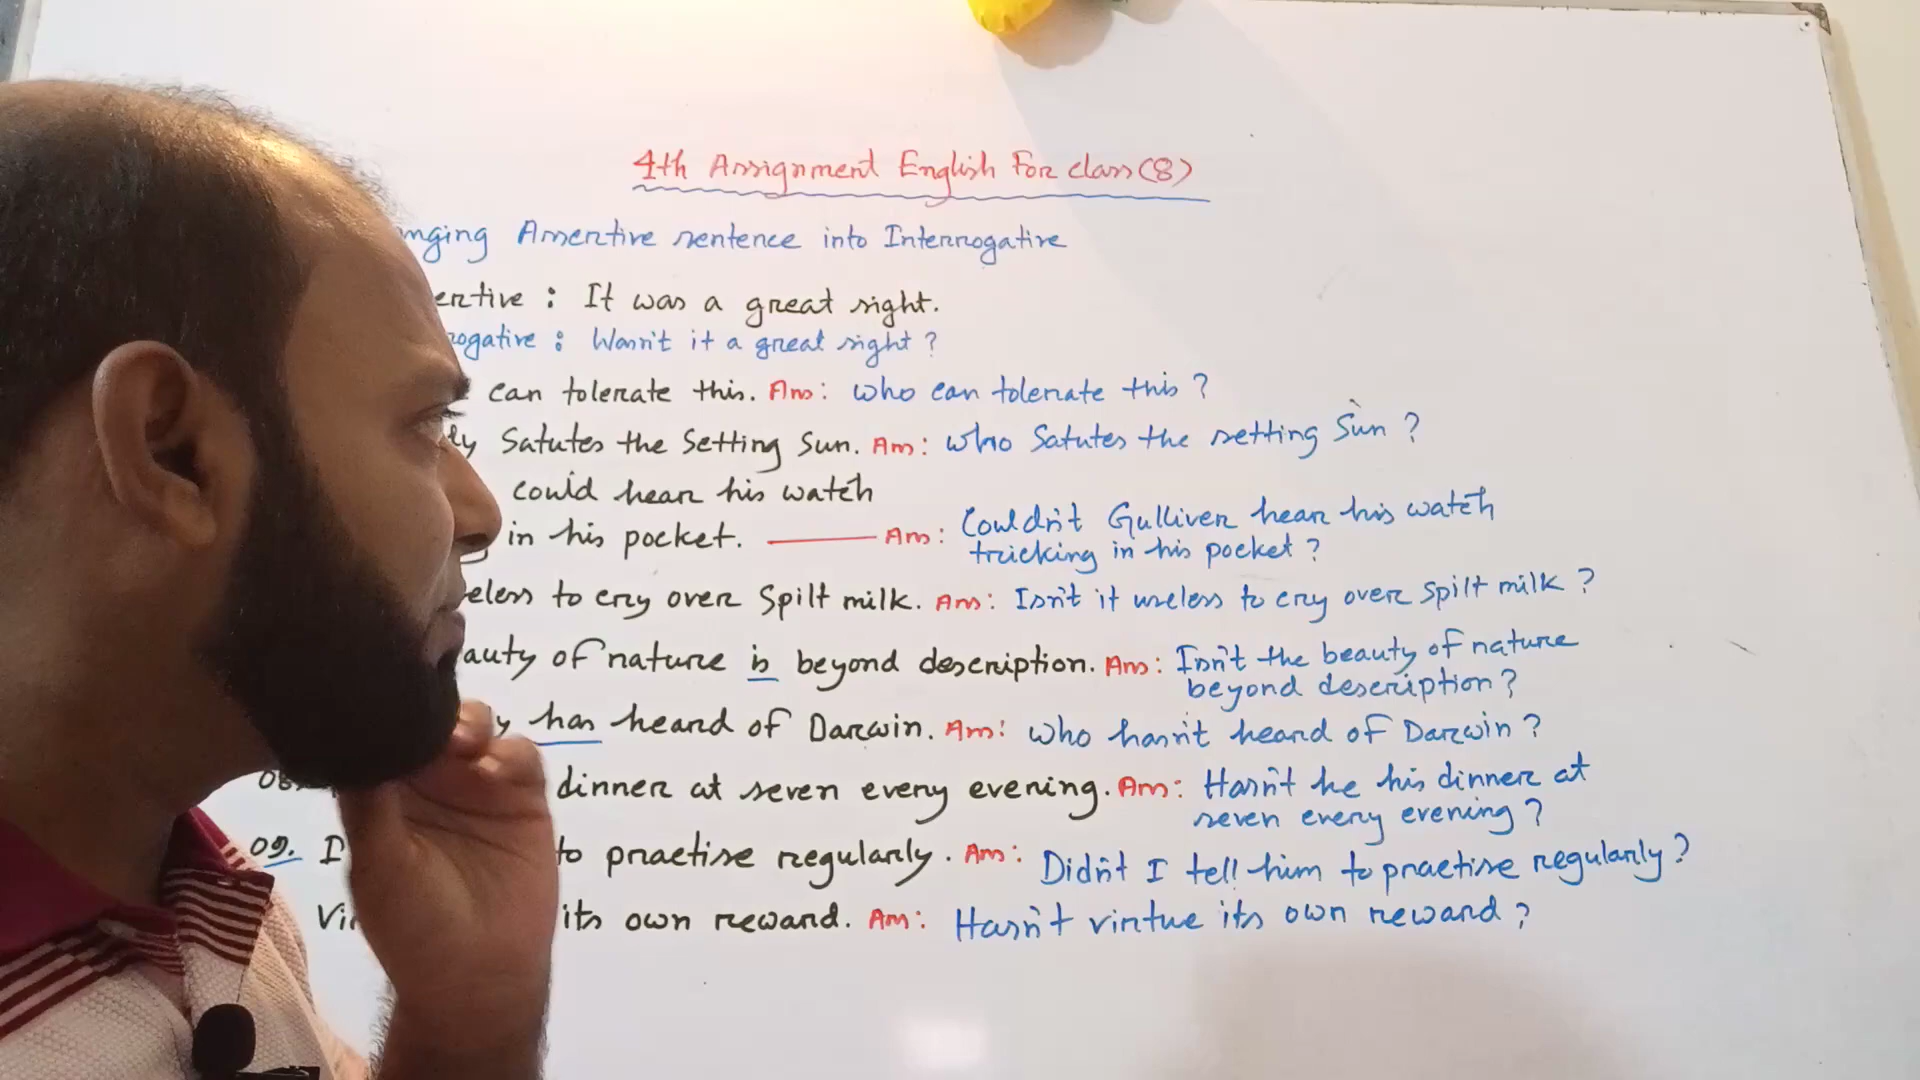 4th Assignment English For class (8)
nging Assertive sentence into Interrogative
ertive : It was a great sight.
rogative : Wasn't it a great sight ?
can tolerate this. Ans : who can tolerate this ?
dy Satutes the Setting Sun. Ans : who Satutes the setting Sun ?
could hear his watch
in his pocket. Ans : Couldn't Gulliver hear his watch
tricking in his pocket ?
eless to cry over Spilt milk. Ans : Isn't it useless to cry over Spilt milk ?
auty of nature is beyond description. Ans : Isn't the beauty of nature
beyond description ?
y has heard of Darwin. Ans : who hasn't heard of Darwin ?
dinner at seven every evening. Ans : Hasn't he his dinner at
seven every evening ?
09. I to practise regularly. Ans : Didn't I tell him to practise regularly ?
Vir its own reward. Ans : Hasn't virtue its own reward ?